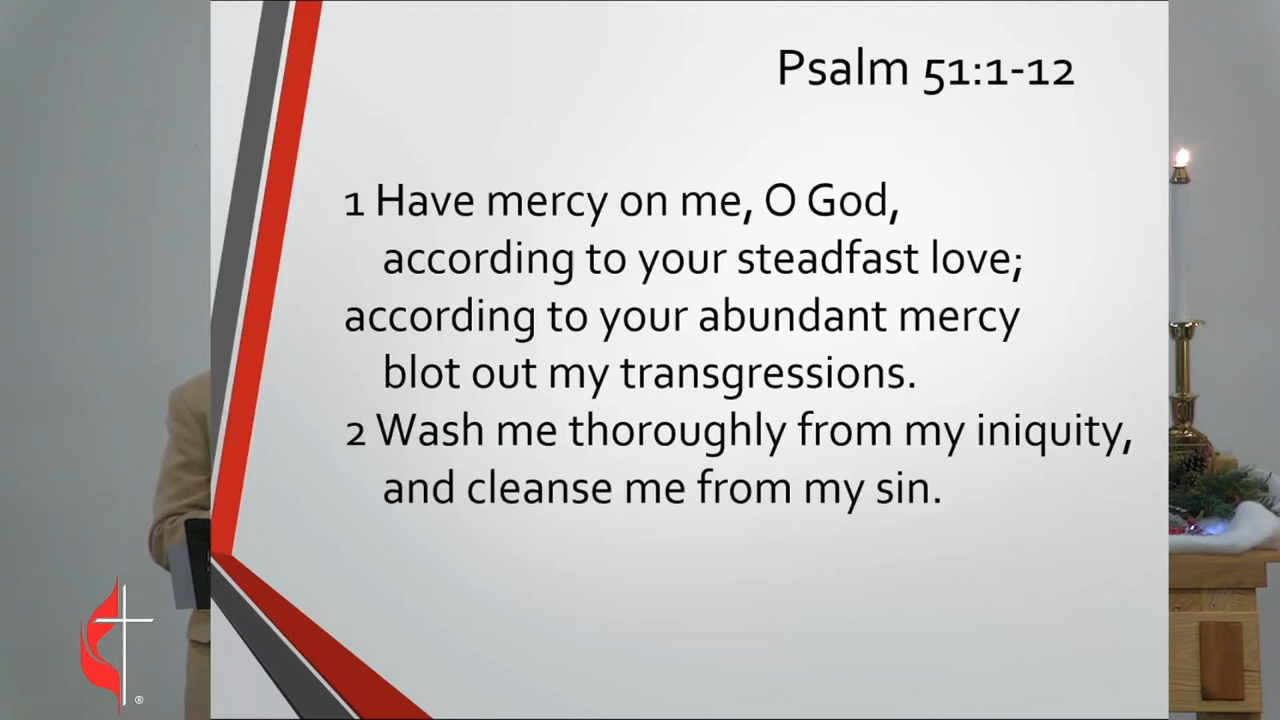 Psalm 51:1-12
1 Have mercy on me, O God,
according to your steadfast love;
according to your abundant mercy
blot out my transgressions.
2 Wash me thoroughly from my iniquity,
and cleanse me from my sin.
®